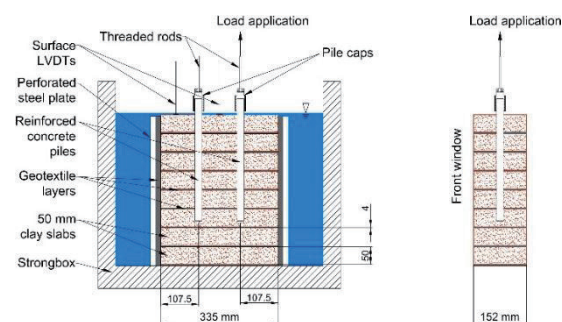 Load application
Load application
Threaded rods
Surface
LVDTs
Pile caps
Perforated
steel plate
Reinforced
concrete
piles
Geotextile
layers
50 mm
clay slabs
Strongbox
4
50
107.5
107.5
335 mm
Front window
152 mm